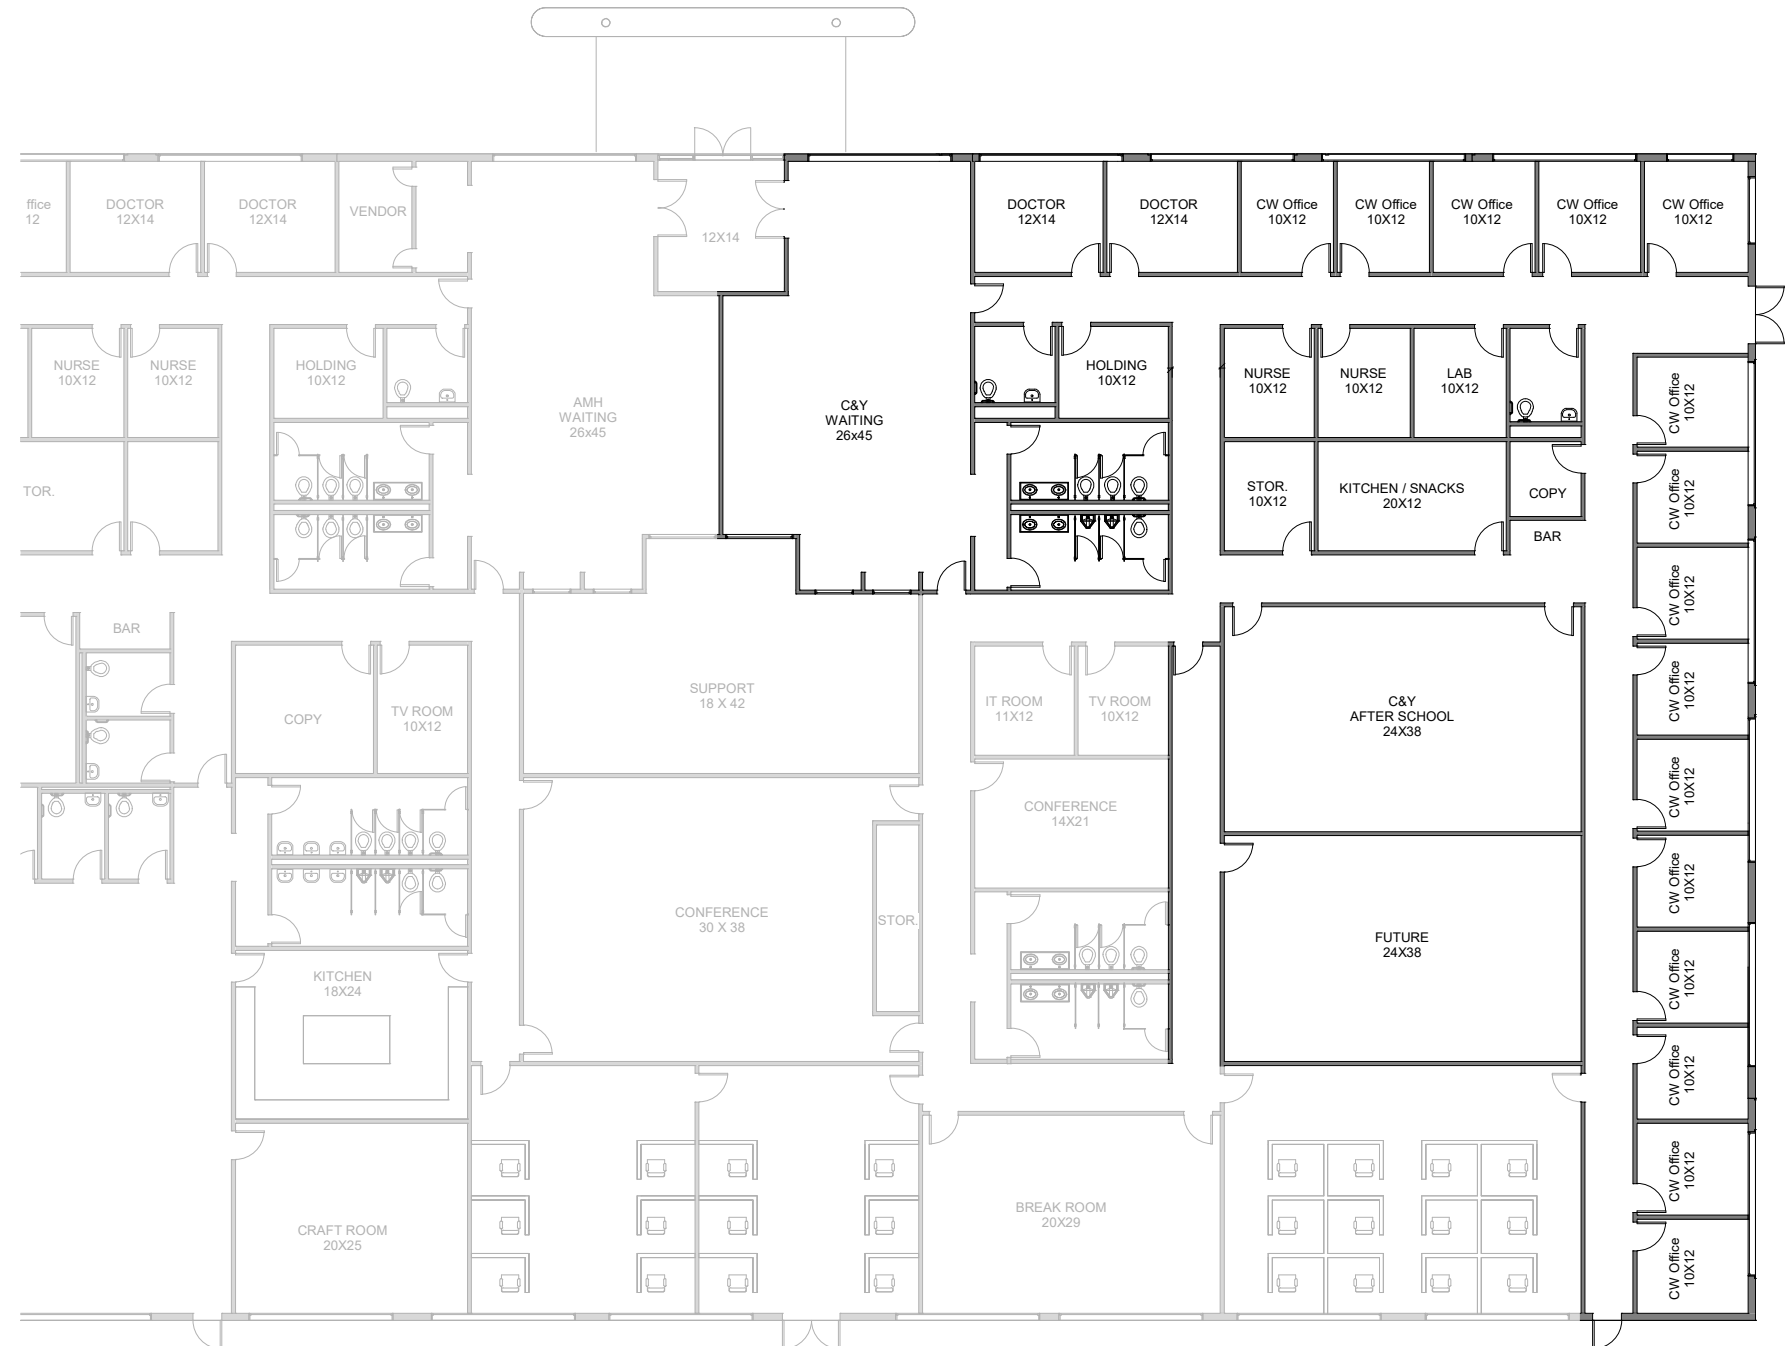 ffice
12
DOCTOR
12X14
DOCTOR
12X14
VENDOR
12X14
DOCTOR
12X14
DOCTOR
12X14
CW Office
10X12
CW Office
10X12
CW Office
10X12
CW Office
10X12
CW Office
10X12
NURSE
10X12
NURSE
10X12
HOLDING
10X12
AMH
WAITING
26x45
C&Y
WAITING
26x45
HOLDING
10X12
NURSE
10X12
NURSE
10X12
LAB
10X12
CW Office
10X12
TOR.
STOR.
10X12
KITCHEN / SNACKS
20X12
COPY
BAR
CW Office
10X12
CW Office
10X12
BAR
COPY
TV ROOM
10X12
SUPPORT
18 X 42
IT ROOM
11X12
TV ROOM
10X12
C&Y
AFTER SCHOOL
24X38
CW Office
10X12
CONFERENCE
14X21
CW Office
10X12
CONFERENCE
30 X 38
STOR.
FUTURE
24X38
CW Office
10X12
CW Office
10X12
KITCHEN
18X24
CW Office
10X12
CRAFT ROOM
20X25
BREAK ROOM
20X29
CW Office
10X12
CW Office
10X12